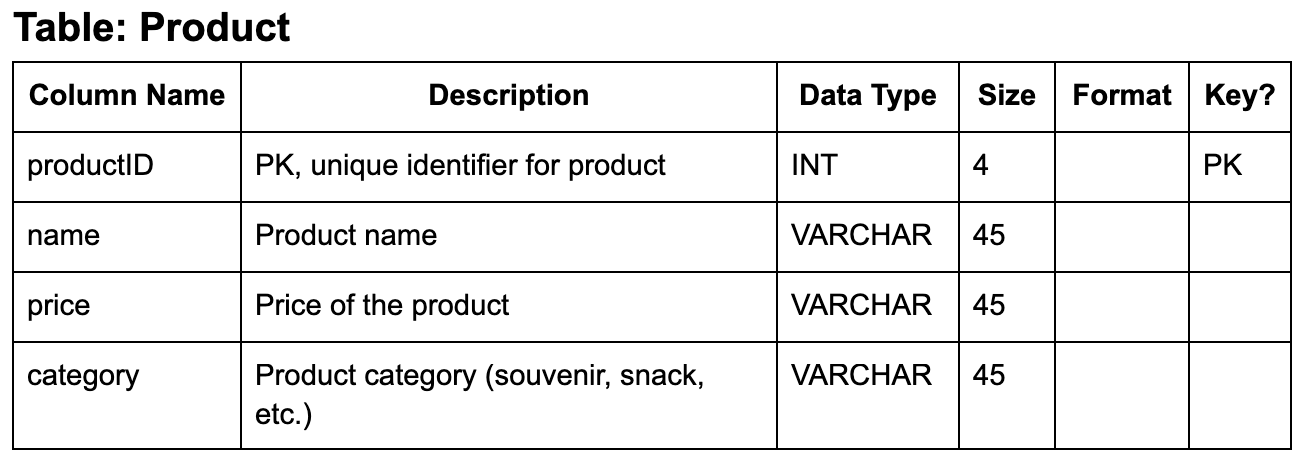 Table: Product
Column Name Description Data Type Size Format Key?
productID PK, unique identifier for product INT 4 PK
name Product name VARCHAR 45
price Price of the product VARCHAR 45
category Product category (souvenir, snack, VARCHAR 45
etc.)